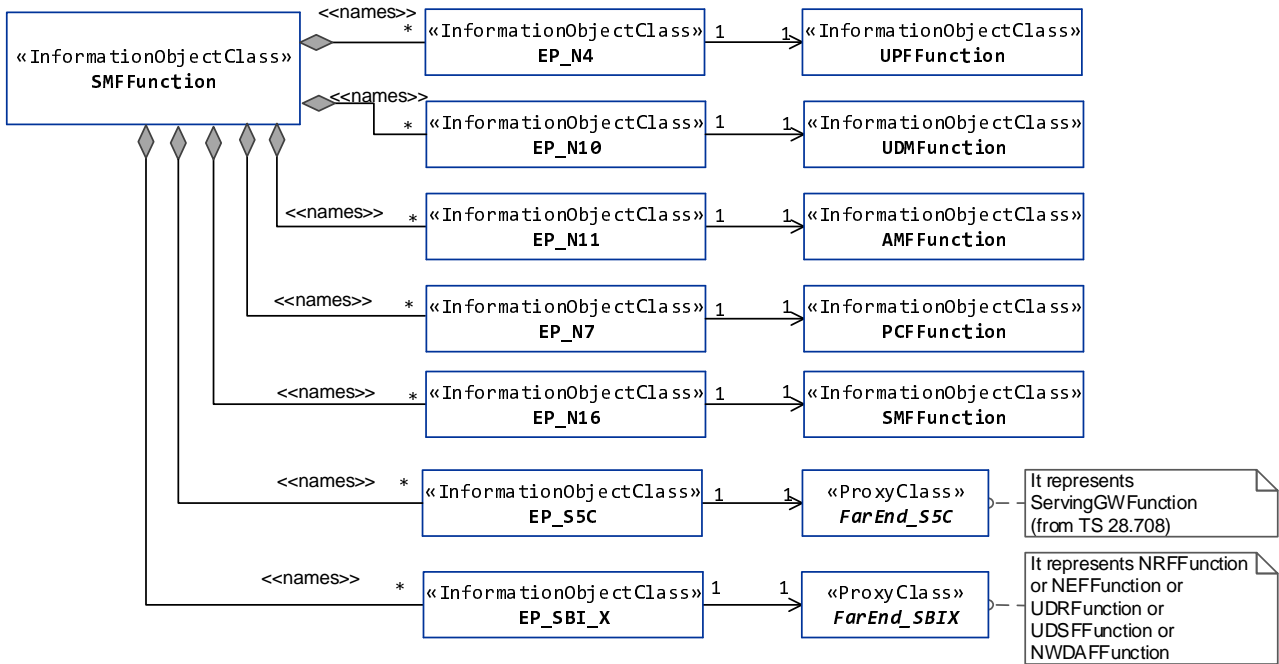 «InformationObjectClass»
SMFFunction
<<names>>
*
«InformationObjectClass»
EP_N4
1
1
«InformationObjectClass»
UPFFunction
<<names>>
*
«InformationObjectClass»
EP_N10
1
1
«InformationObjectClass»
UDMFunction
<<names>>
*
«InformationObjectClass»
EP_N11
1
1
«InformationObjectClass»
AMFFunction
<<names>>
*
«InformationObjectClass»
EP_N7
1
1
«InformationObjectClass»
PCFFunction
<<names>>
*
«InformationObjectClass»
EP_N16
1
1
«InformationObjectClass»
SMFFunction
<<names>>
*
«InformationObjectClass»
EP_S5C
1
1
«ProxyClass»
FarEnd_S5C
It represents
ServingGWFunction
(from TS 28.708)
<<names>>
*
«InformationObjectClass»
EP_SBI_X
1
1
«ProxyClass»
FarEnd_SBIX
It represents NRFFunction
or NEFFunction or
UDRFunction or
UDSFFunction or
NWDAFFunction